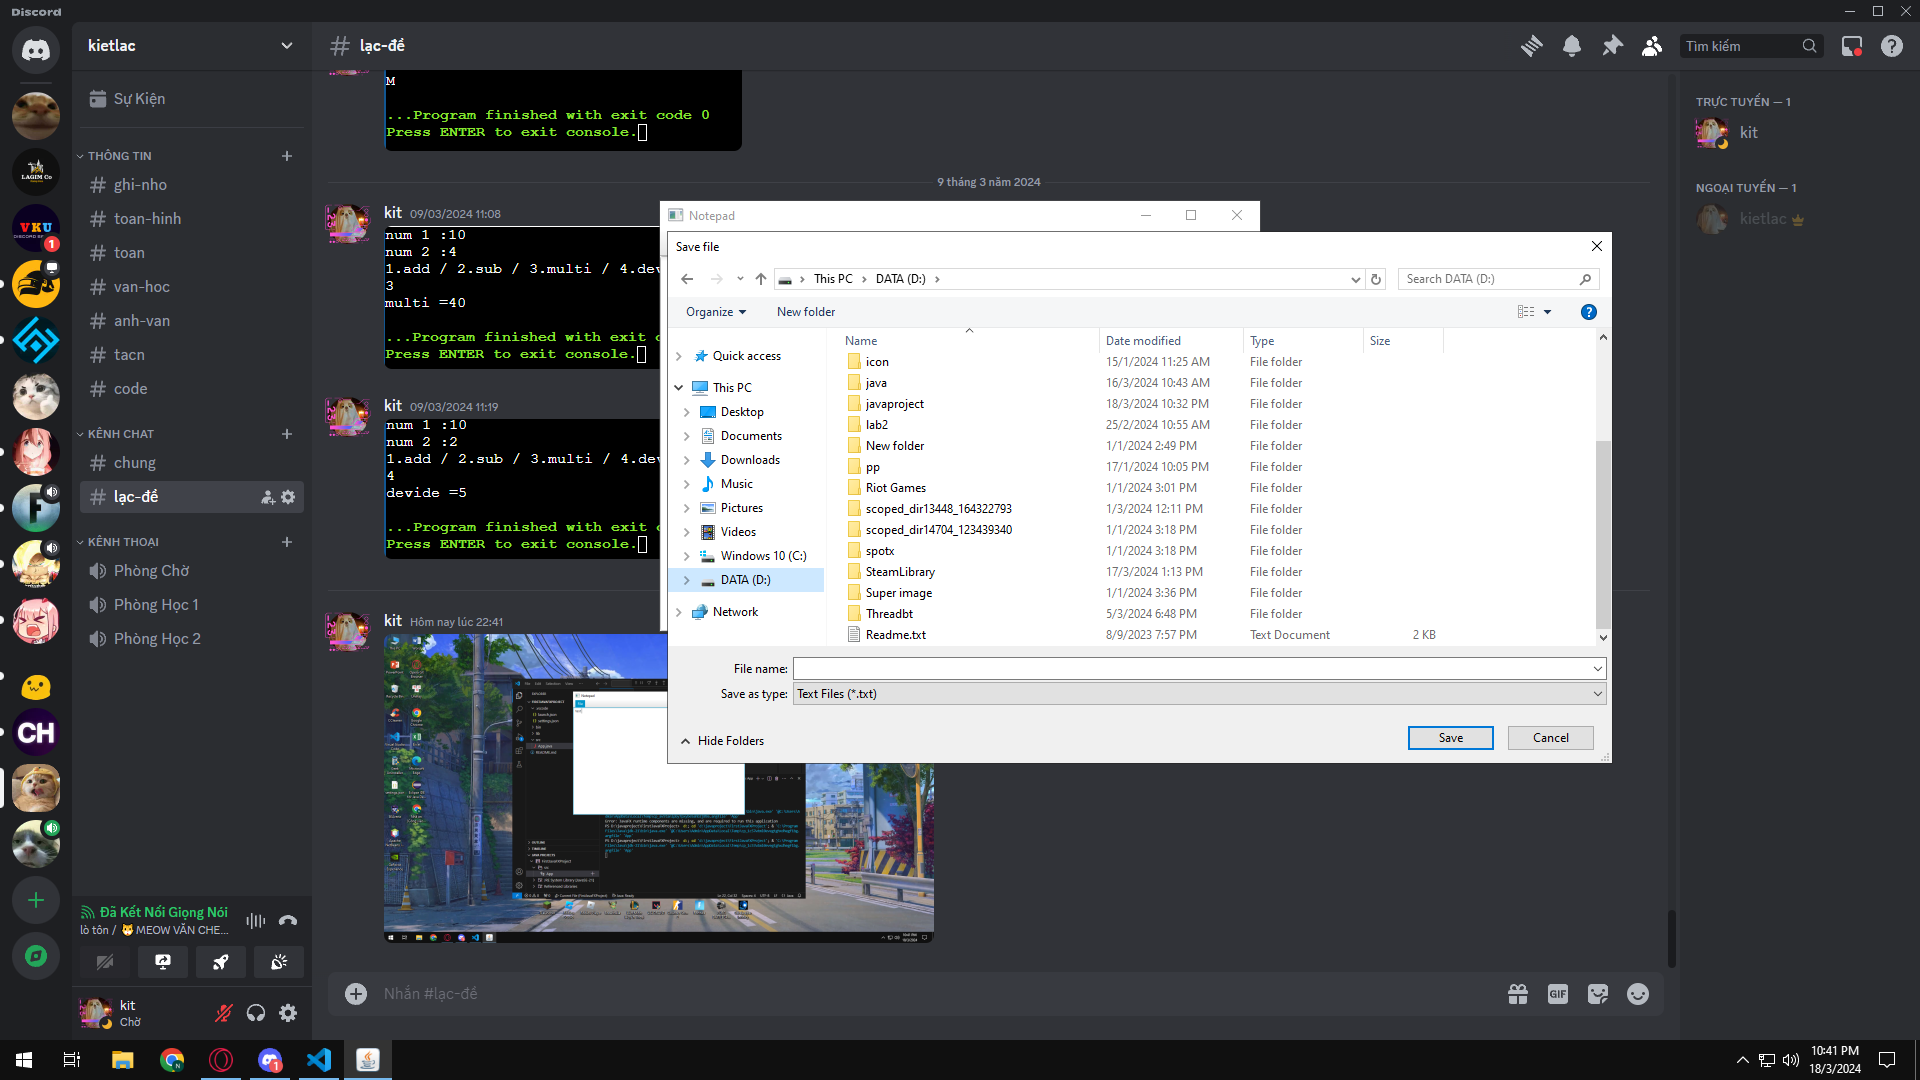 Discord
kietlac
Sự Kiện
THÔNG TIN
ghi-nho
toan-hinh
toan
van-hoc
anh-van
tacn
code
KÊNH CHAT
chung
lạc-đề
KÊNH THOẠI
Phòng Chờ
Phòng Học 1
Phòng Học 2
Đã Kết Nối Giọng Nói
lò tôn / 🐱 MEOW VĂN CHE...
kit
Chờ
LAGIM Co
VKU
1
CH
lạc-đề
Tìm kiếm
M
...Program finished with exit code 0
Press ENTER to exit console.
9 tháng 3 năm 2024
kit 09/03/2024 11:08
num 1 :10
num 2 :4
1.add / 2.sub / 3.multi / 4.dev
3
multi =40
...Program finished with exit c
Press ENTER to exit console.
kit 09/03/2024 11:19
num 1 :10
num 2 :2
1.add / 2.sub / 3.multi / 4.dev
4
devide =5
...Program finished with exit c
Press ENTER to exit console.
kit Hôm nay lúc 22:41
Nhắn #lạc-đề
GIF
TRỰC TUYẾN — 1
kit
NGOẠI TUYẾN — 1
kietlac
Notepad
Save file
This PC > DATA (D:) >
Search DATA (D:)
Organize
New folder
Quick access
This PC
Desktop
Documents
Downloads
Music
Pictures
Videos
Windows 10 (C:)
DATA (D:)
Network
Name Date modified Type Size
icon 15/1/2024 11:25 AM File folder
java 16/3/2024 10:43 AM File folder
javaproject 18/3/2024 10:32 PM File folder
lab2 25/2/2024 10:55 AM File folder
New folder 1/1/2024 2:49 PM File folder
pp 17/1/2024 10:05 PM File folder
Riot Games 1/1/2024 3:01 PM File folder
scoped_dir13448_164322793 1/3/2024 12:11 PM File folder
scoped_dir14704_123439340 1/1/2024 3:18 PM File folder
spotx 1/1/2024 3:18 PM File folder
SteamLibrary 17/3/2024 1:13 PM File folder
Super image 1/1/2024 3:36 PM File folder
Threadbt 5/3/2024 6:48 PM File folder
Readme.txt 8/9/2023 7:57 PM Text Document 2 KB
File name:
Save as type: Text Files (*.txt)
Hide Folders
Save
Cancel
1
10:41 PM
18/3/2024